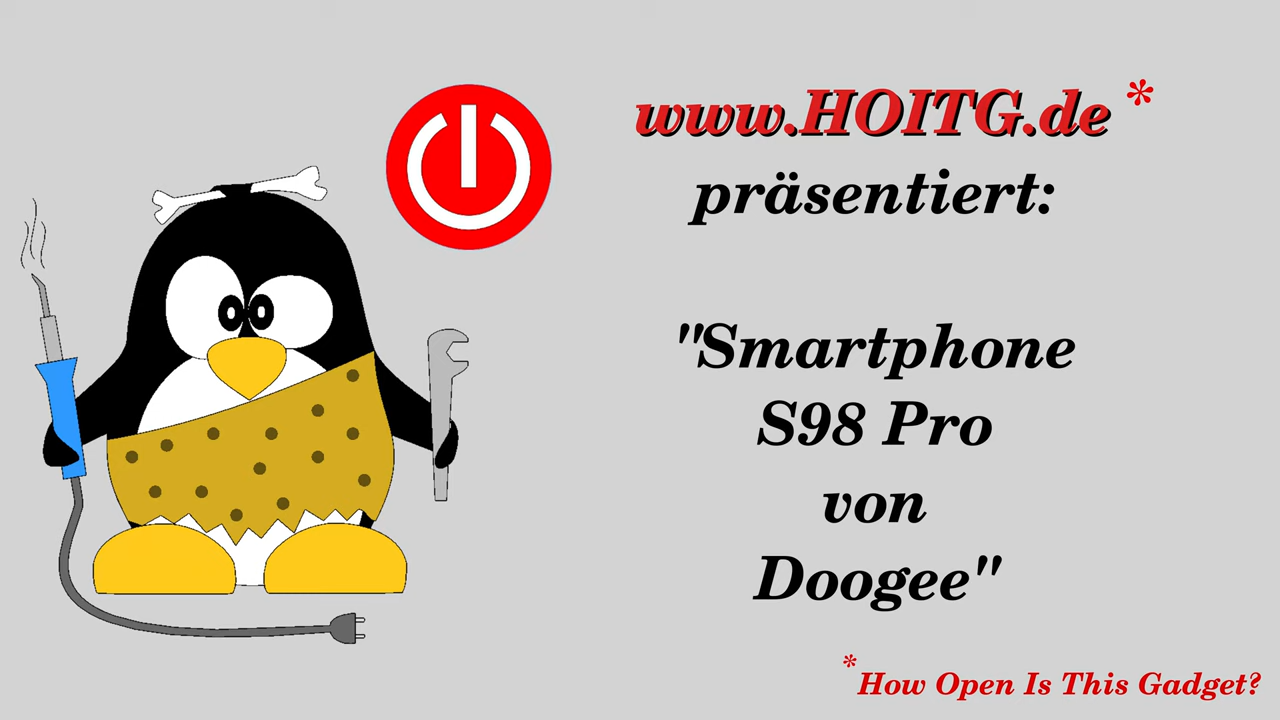 www.HOITG.de *
präsentiert:
"Smartphone
S98 Pro
von
Doogee"
* How Open Is This Gadget?